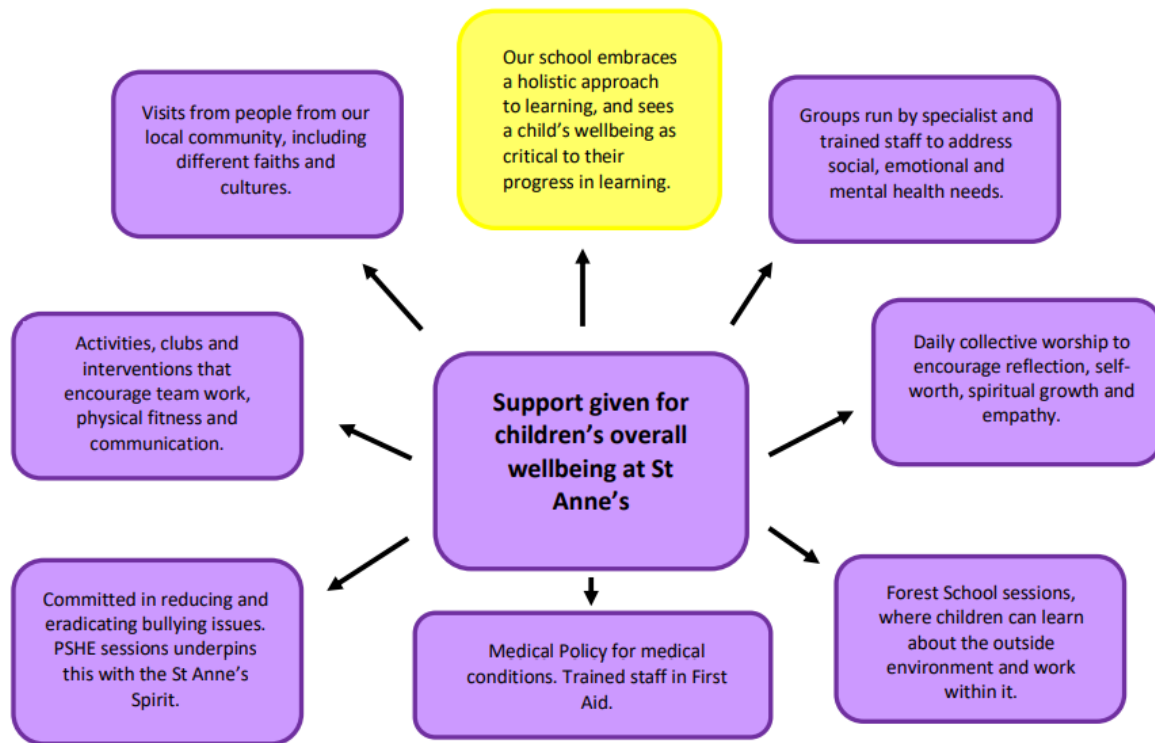 Our school embraces
a holistic approach
to learning, and sees
a child's wellbeing as
critical to their
progress in learning.
Visits from people from our
local community, including
different faiths and
cultures.
Groups run by specialist and
trained staff to address
social, emotional and
mental health needs.
Activities, clubs and
interventions that
encourage team work,
physical fitness and
communication.
Support given for
children's overall
wellbeing at St
Anne's
Daily collective worship to
encourage reflection, self-
worth, spiritual growth and
empathy.
Committed in reducing and
eradicating bullying issues.
PSHE sessions underpins
this with the St Anne's
Spirit.
Medical Policy for medical
conditions. Trained staff in First
Aid.
Forest School sessions,
where children can learn
about the outside
environment and work
within it.